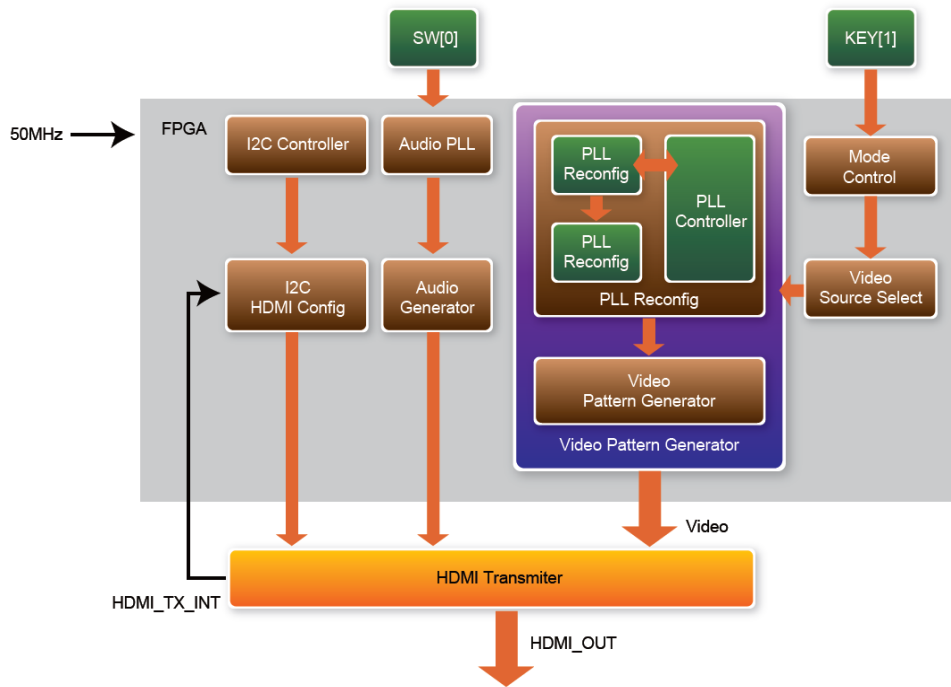 SW[0]
KEY[1]
50MHz
FPGA
I2C Controller
Audio PLL
PLL
Reconfig
PLL
Controller
PLL
Reconfig
PLL Reconfig
Mode
Control
I2C
HDMI Config
Audio
Generator
Video
Source Select
Video
Pattern Generator
Video Pattern Generator
Video
HDMI Transmiter
HDMI_TX_INT
HDMI_OUT